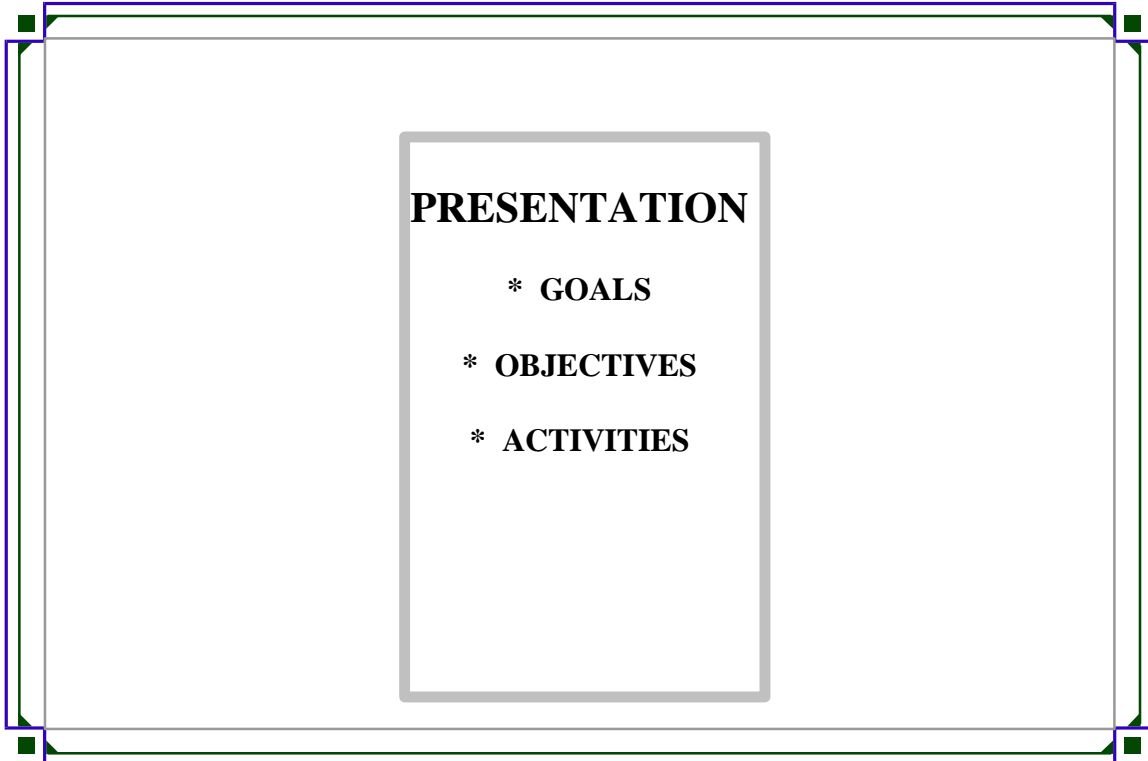 PRESENTATION
* GOALS
* OBJECTIVES
* ACTIVITIES